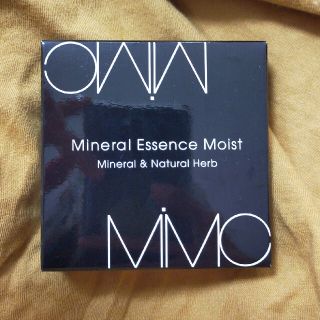 MiMC
Mineral Essence Moist
Mineral & Natural Herb
MiMC